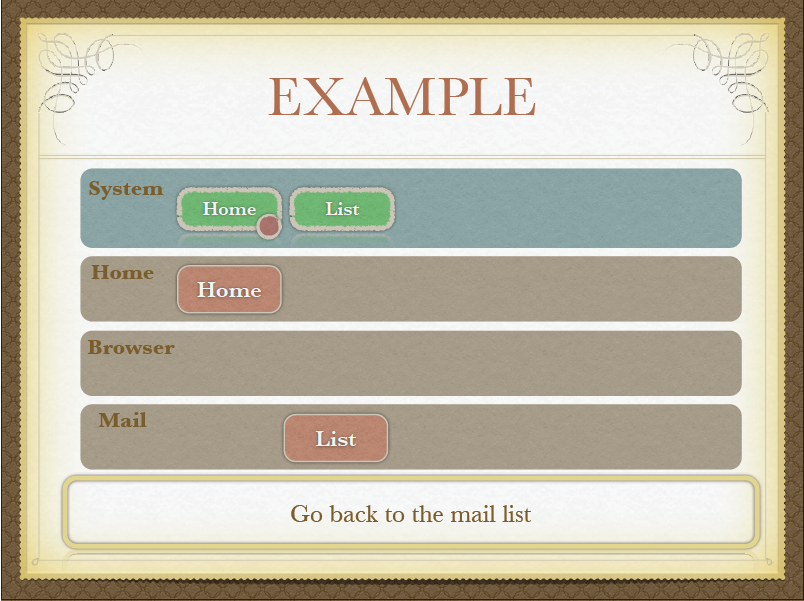 EXAMPLE
System
Home
List
Home
Home
Browser
Mail
List
Go back to the mail list